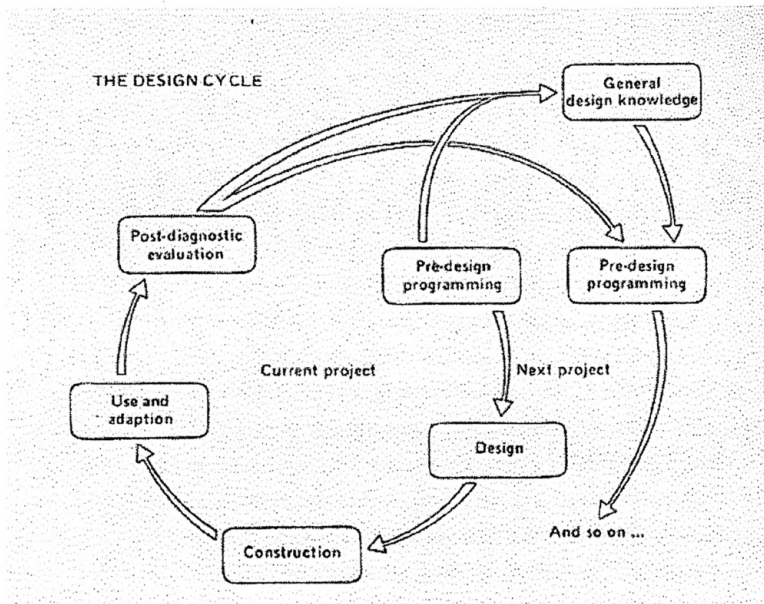 THE DESIGN CYCLE
General
design knowledge
Post-diagnostic
evaluation
Pre-design
programming
Pre-design
programming
Current project
Next project
Use and
adaption
Design
And so on ...
Construction